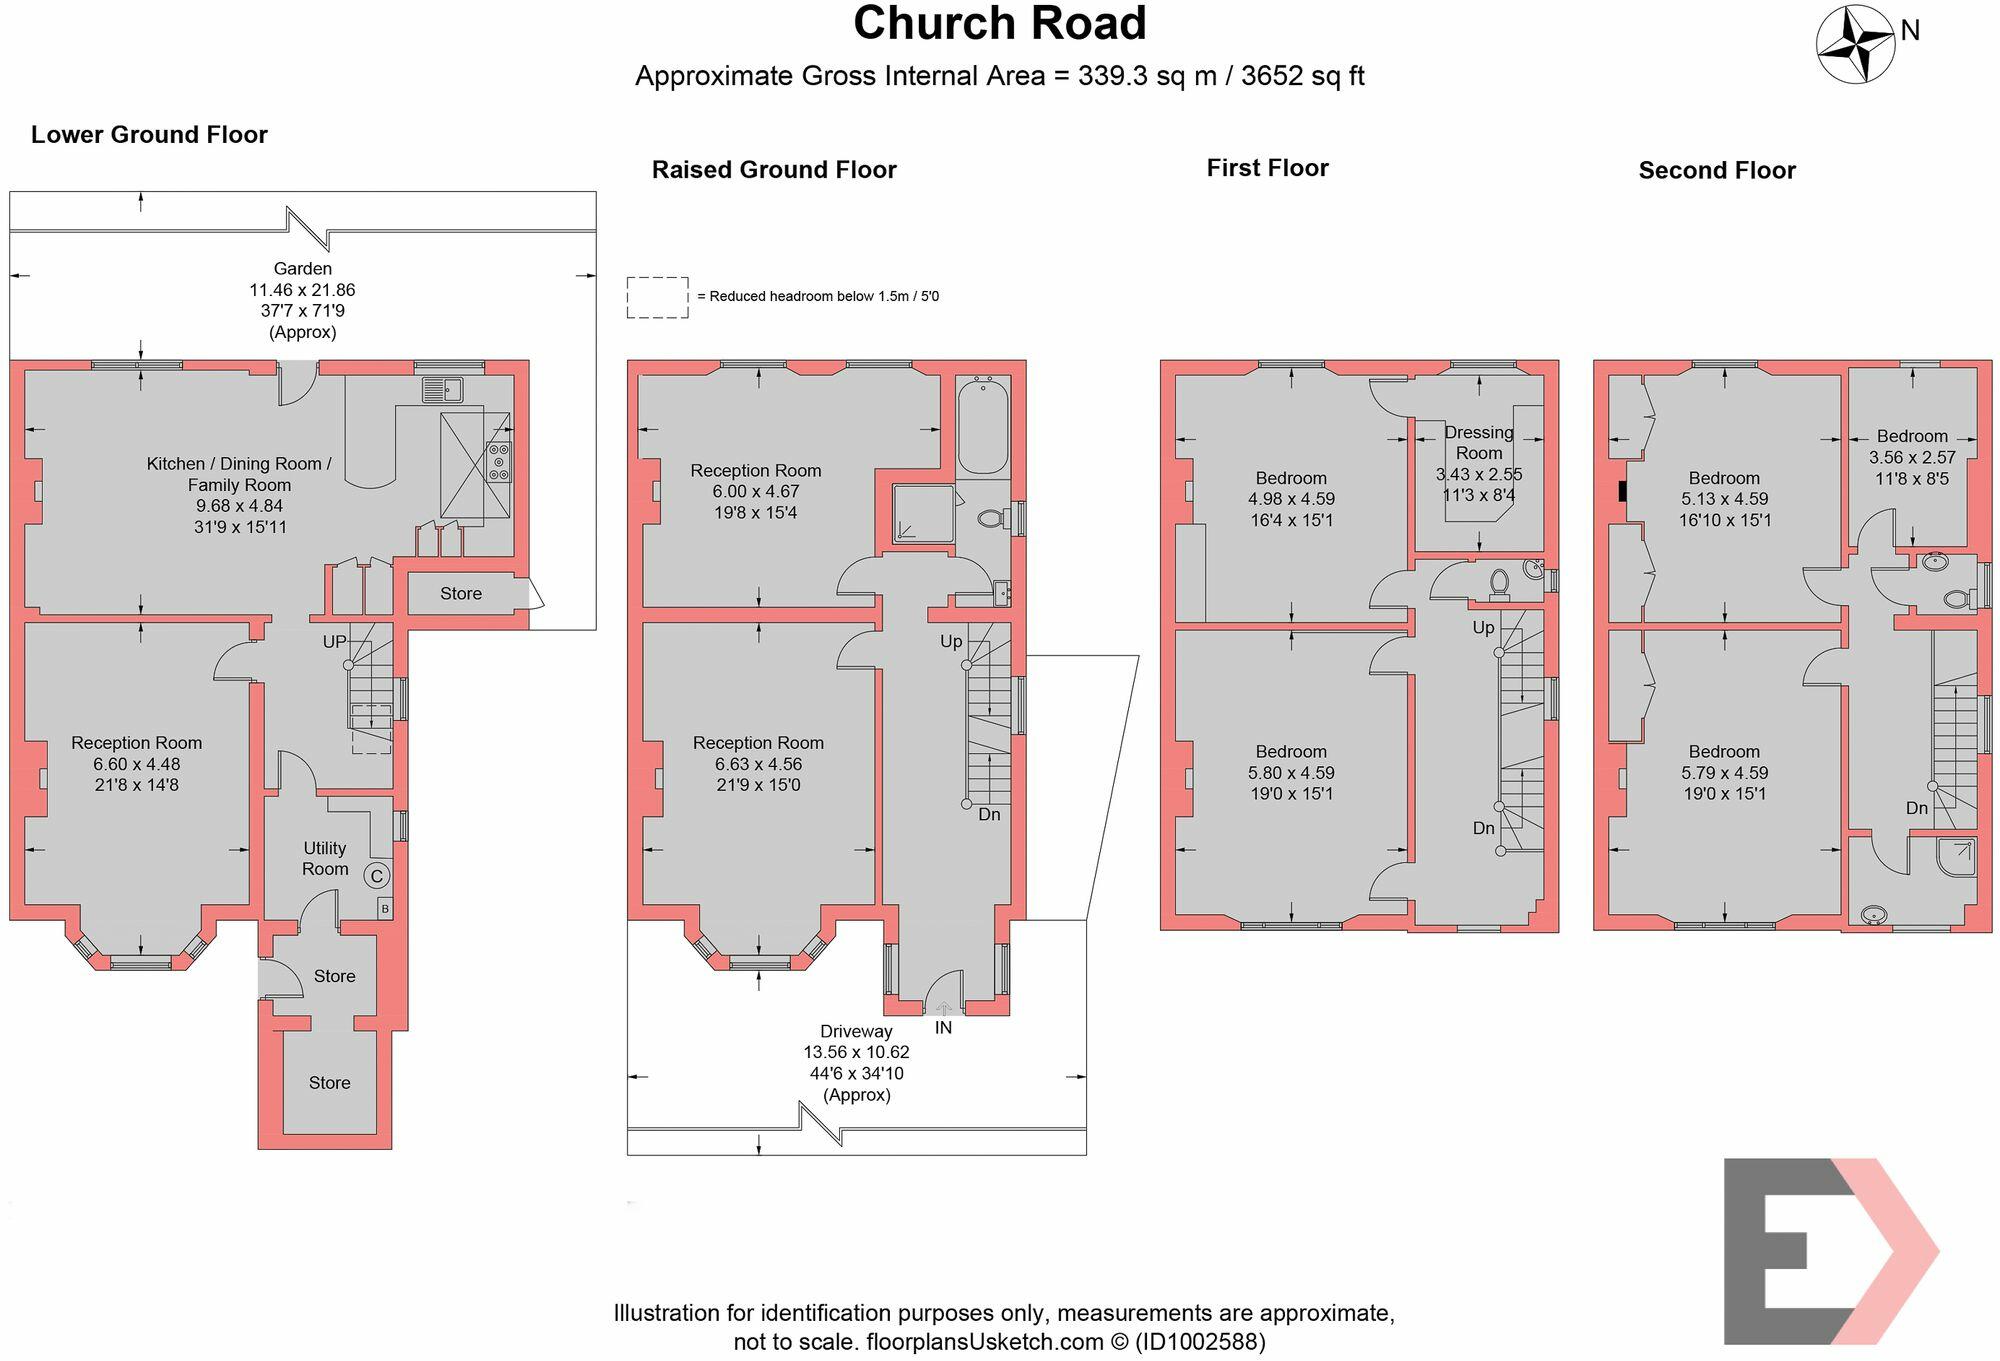 Church Road
Approximate Gross Internal Area = 339.3 sq m / 3652 sq ft
N
Lower Ground Floor
Garden
11.46 x 21.86
37'7 x 71'9
(Approx)
Kitchen / Dining Room /
Family Room
9.68 x 4.84
31'9 x 15'11
Store
UP
Reception Room
6.60 x 4.48
21'8 x 14'8
Utility
Room
C
B
Store
Store
Raised Ground Floor
= Reduced headroom below 1.5m / 5'0
Reception Room
6.00 x 4.67
19'8 x 15'4
Up
Reception Room
6.63 x 4.56
21'9 x 15'0
Dn
IN
Driveway
13.56 x 10.62
44'6 x 34'10
(Approx)
First Floor
Dressing
Room
3.43 x 2.55
11'3 x 8'4
Bedroom
4.98 x 4.59
16'4 x 15'1
Up
Bedroom
5.80 x 4.59
19'0 x 15'1
Dn
Second Floor
Bedroom
3.56 x 2.57
11'8 x 8'5
Bedroom
5.13 x 4.59
16'10 x 15'1
Bedroom
5.79 x 4.59
19'0 x 15'1
Dn
Illustration for identification purposes only, measurements are approximate,
not to scale. floorplansUsketch.com © (ID1002588)